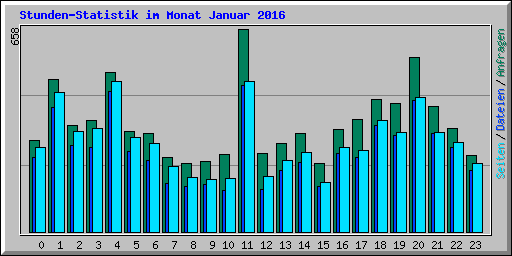 Stunden-Statistik im Monat Januar 2016
658
Seiten / Dateien / Anfragen
0 1 2 3 4 5 6 7 8 9 10 11 12 13 14 15 16 17 18 19 20 21 22 23